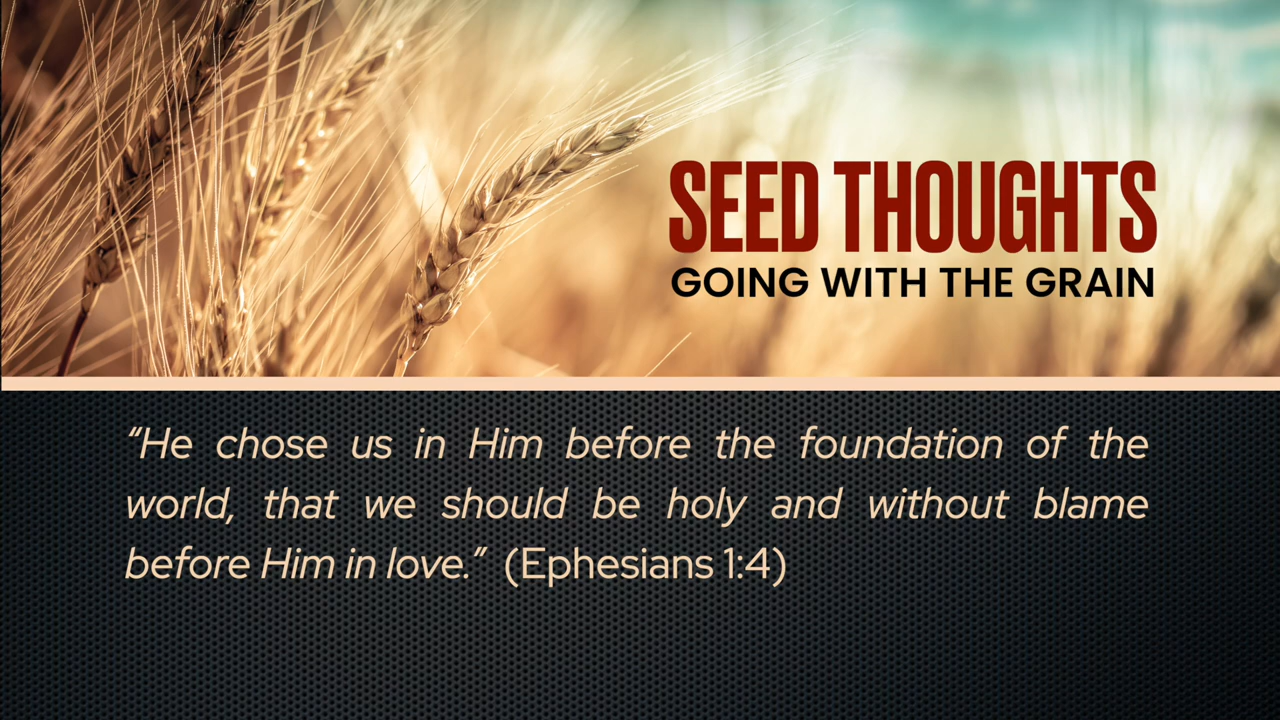 SEED THOUGHTS
GOING WITH THE GRAIN
“He chose us in Him before the foundation of the
world, that we should be holy and without blame
before Him in love.” (Ephesians 1:4)